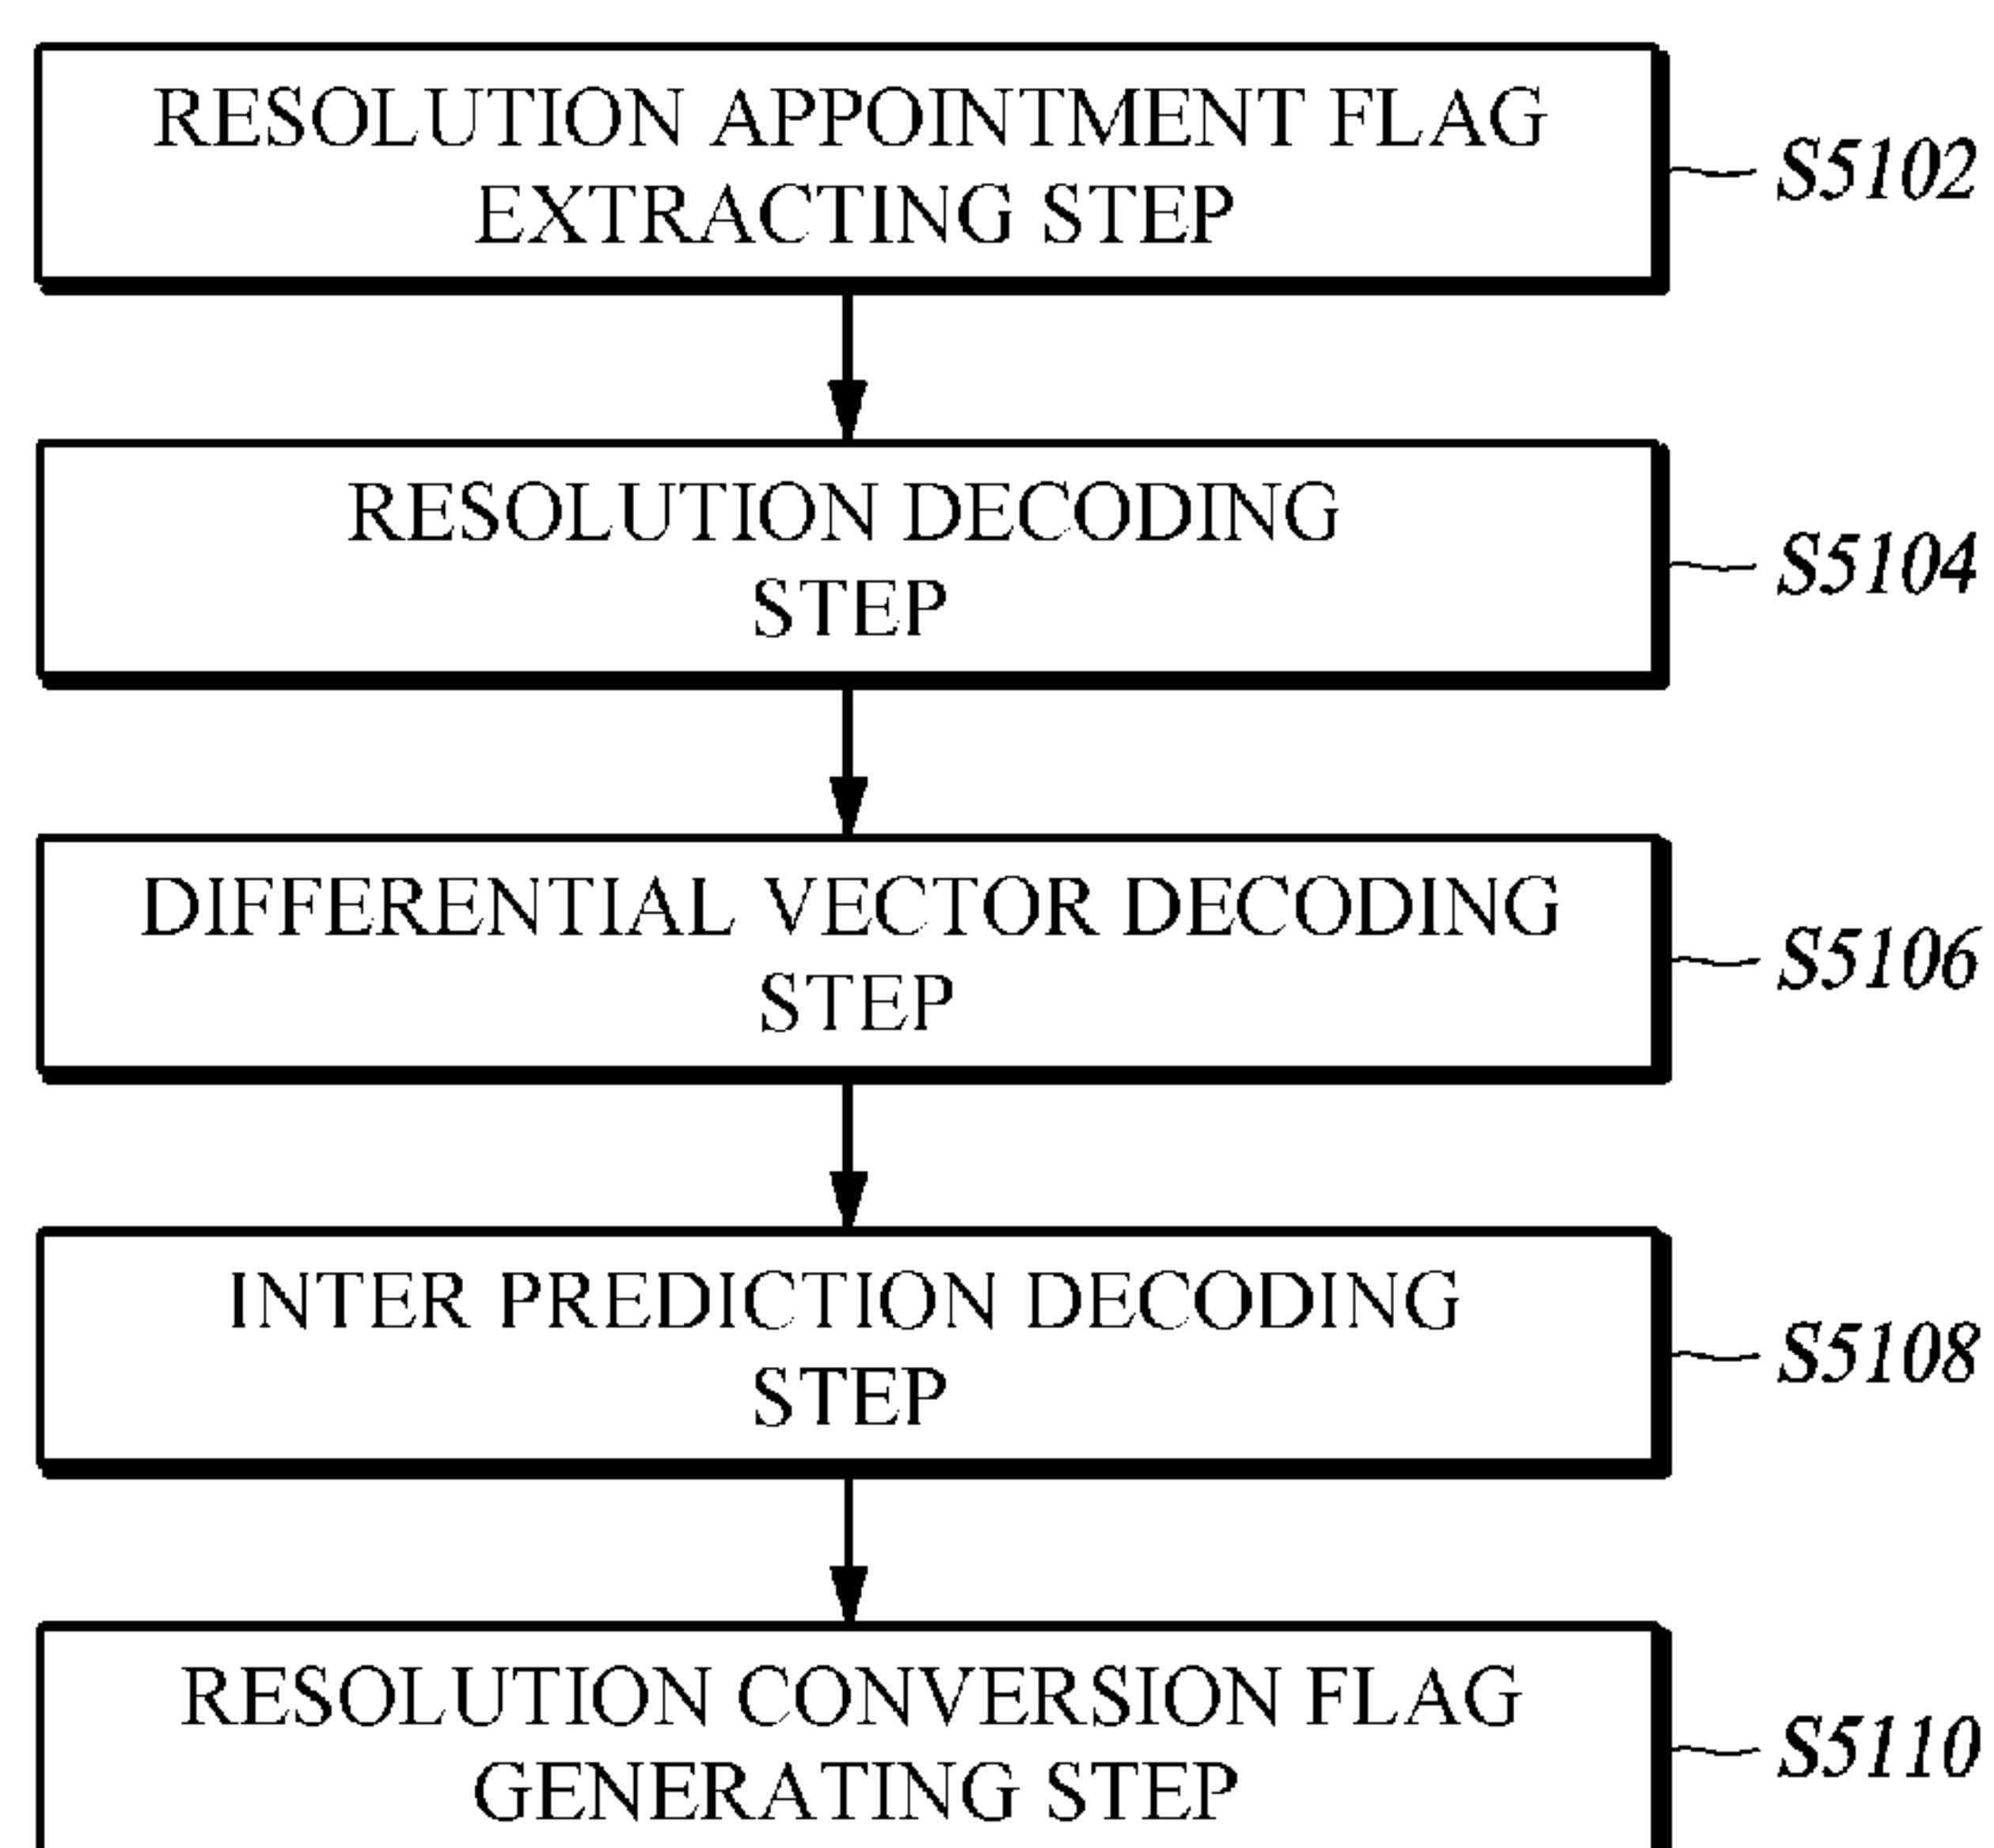 RESOLUTION APPOINTMENT FLAG
EXTRACTING STEP
S5102
RESOLUTION DECODING
STEP
S5104
DIFFERENTIAL VECTOR DECODING
STEP
S5106
INTER PREDICTION DECODING
STEP
S5108
RESOLUTION CONVERSION FLAG
GENERATING STEP
S5110